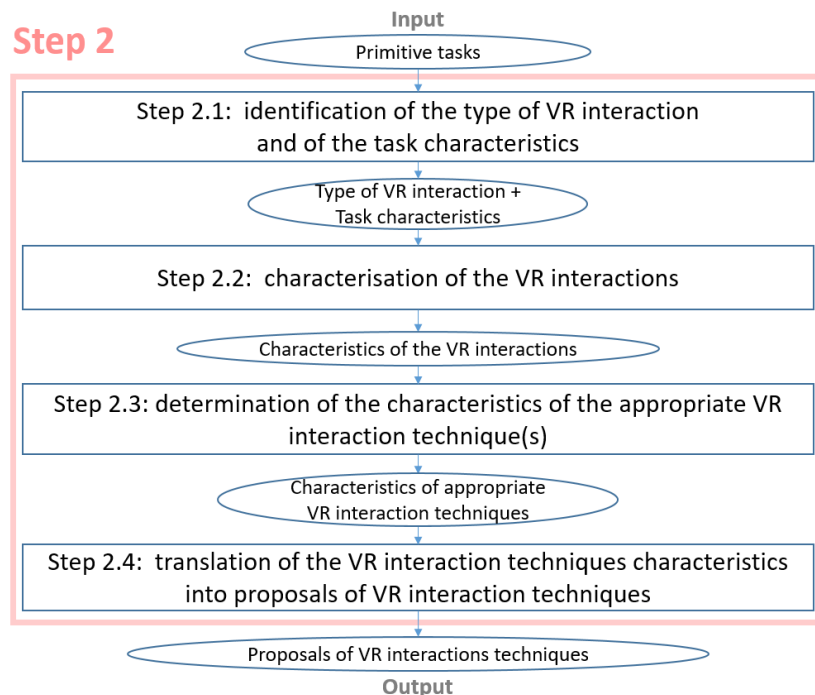 Input
Step 2
Primitive tasks
Step 2.1: identification of the type of VR interaction
and of the task characteristics
Type of VR interaction +
Task characteristics
Step 2.2: characterisation of the VR interactions
Characteristics of the VR interactions
Step 2.3: determination of the characteristics of the appropriate VR
interaction technique(s)
Characteristics of appropriate
VR interaction techniques
Step 2.4: translation of the VR interaction techniques characteristics
into proposals of VR interaction techniques
Proposals of VR interactions techniques
Output